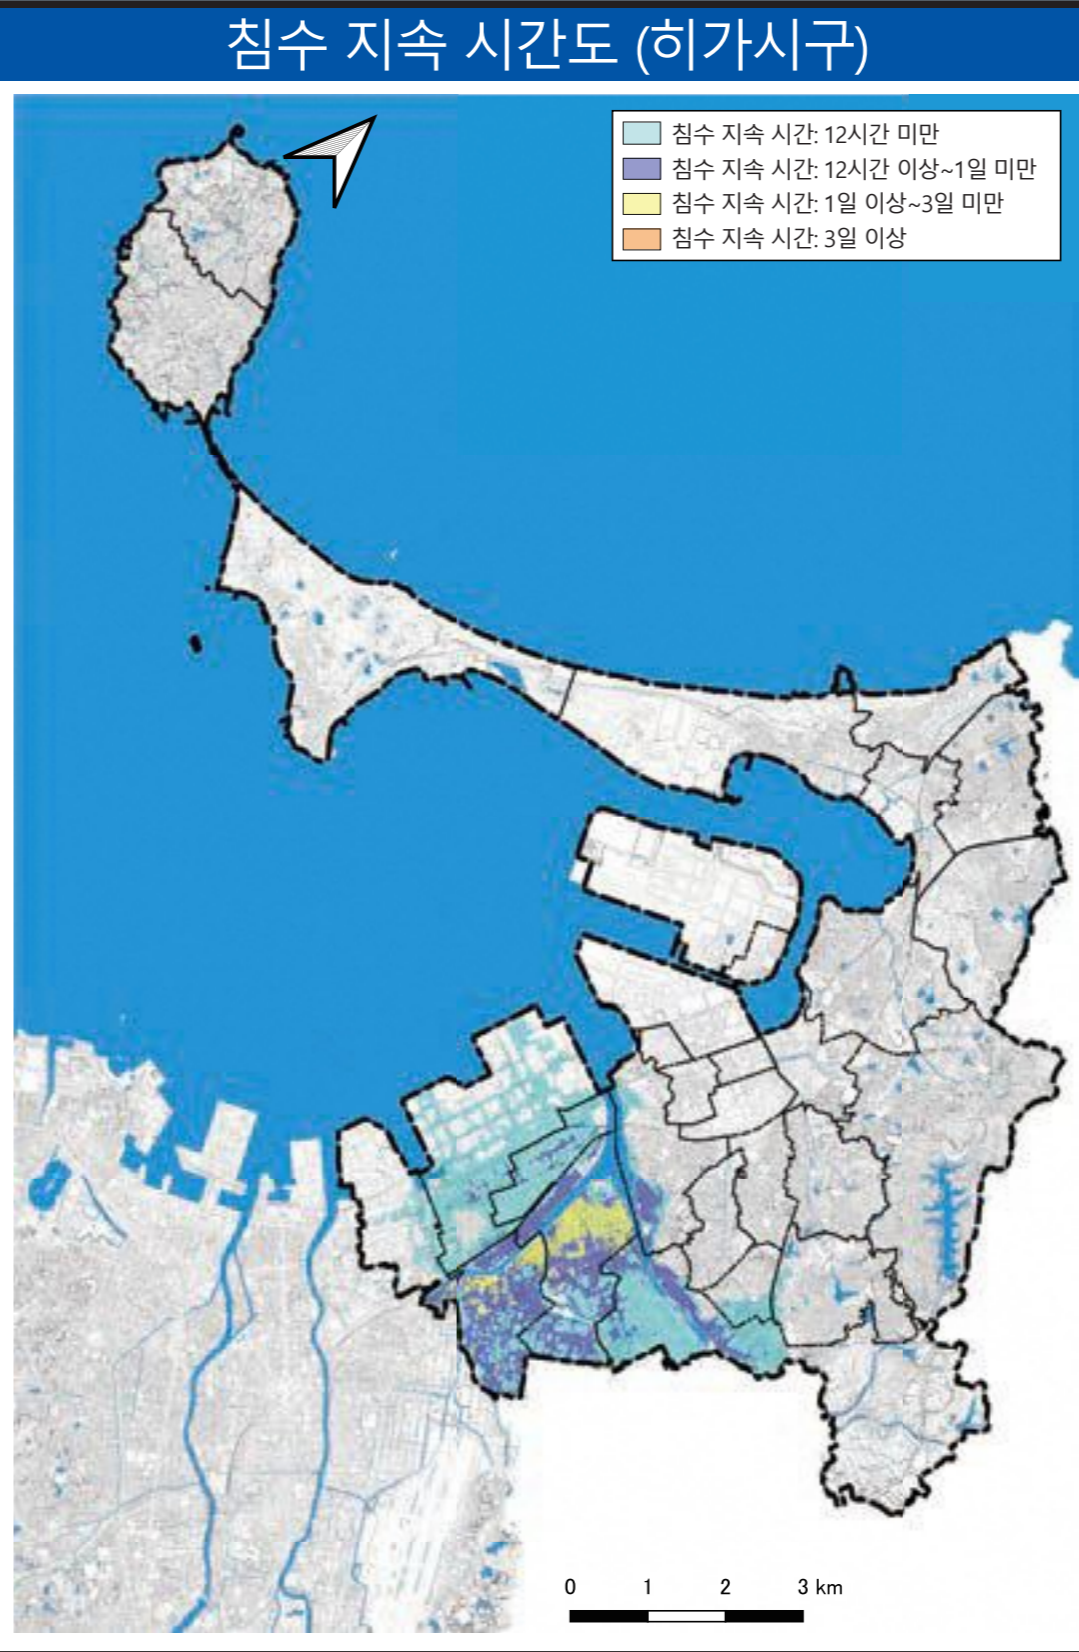 침수 지속 시간도 (히가시구)
침수 지속 시간: 12시간 미만
침수 지속 시간: 12시간 이상~1일 미만
침수 지속 시간: 1일 이상~3일 미만
침수 지속 시간: 3일 이상
0 1 2 3 km